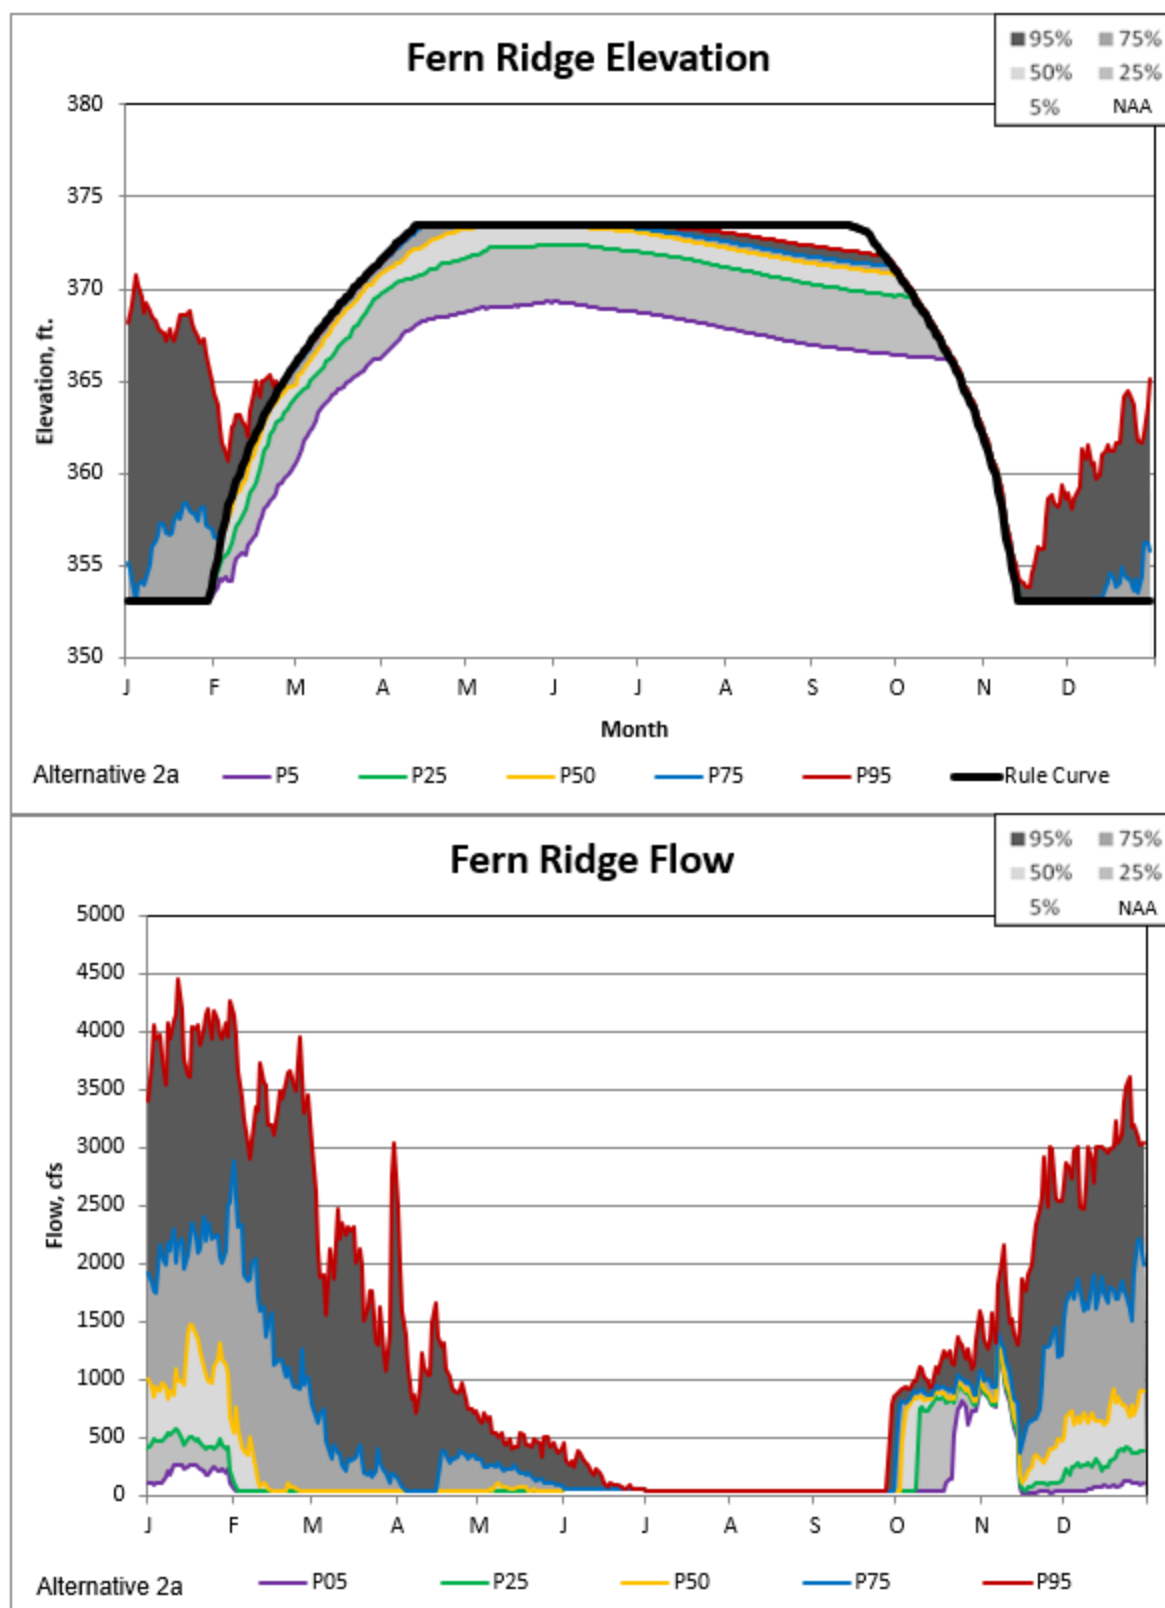 Fern Ridge Elevation
95% 75%
50% 25%
5% NAA
380
375
370
365
360
355
350
Elevation, ft.
J F M A M J J A S O N D
Month
Alternative 2a P5 P25 P50 P75 P95 Rule Curve
Fern Ridge Flow
95% 75%
50% 25%
5% NAA
5000
4500
4000
3500
3000
2500
2000
1500
1000
500
0
Flow, cfs
J F M A M J J A S O N D
Alternative 2a P05 P25 P50 P75 P95